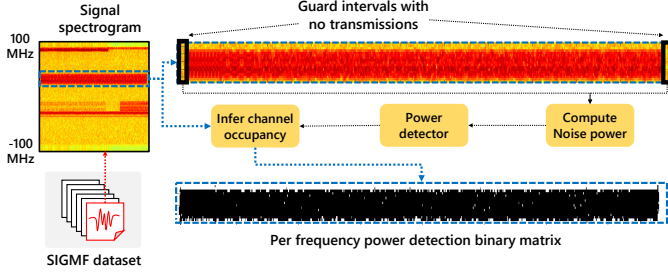 Signal
spectrogram
Guard intervals with
no transmissions
100
MHz
-100
MHz
Infer channel
occupancy
Power
detector
Compute
Noise power
SIGMF dataset
Per frequency power detection binary matrix